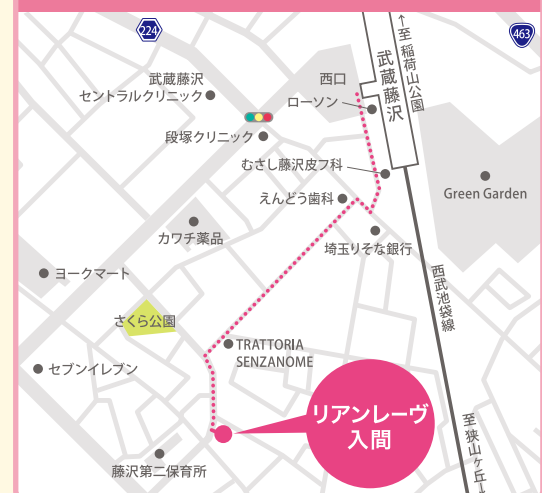 224
463
↑至 稲荷山公園
武蔵藤沢
西口
武蔵藤沢
セントラルクリニック
ローソン
段塚クリニック
むさし藤沢皮フ科
えんどう歯科
Green Garden
カワチ薬品
埼玉りそな銀行
ヨークマート
西武池袋線
さくら公園
TRATTORIA
SENZANOME
セブンイレブン
リアンレーヴ
入間
至 狭山ヶ丘↓
藤沢第二保育所